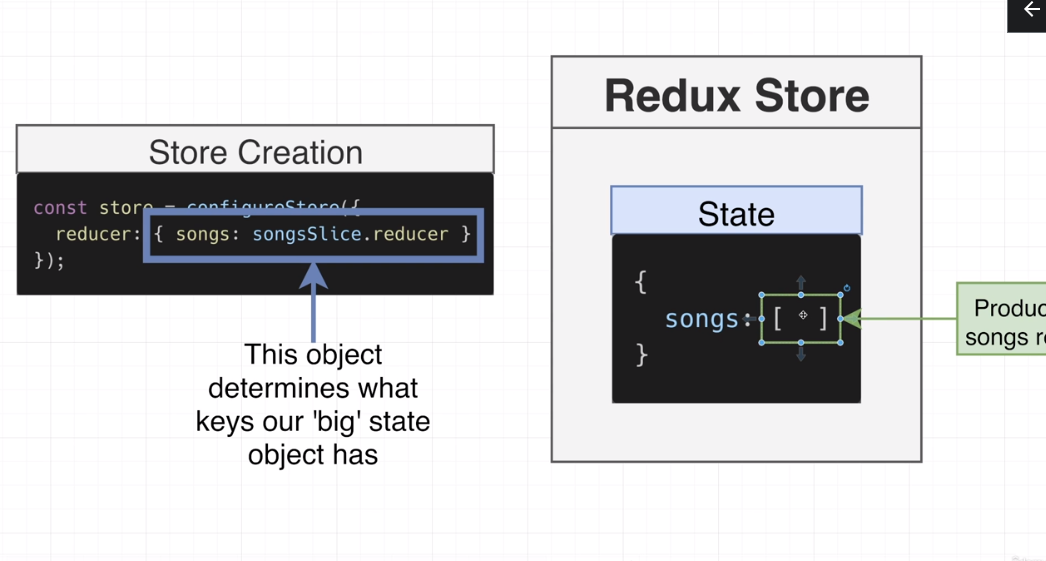 Store Creation
const store = configureStore({
reducer: { songs: songsSlice.reducer }
});
This object
determines what
keys our 'big' state
object has
Redux Store
State
{
songs: [ ]
}
songs